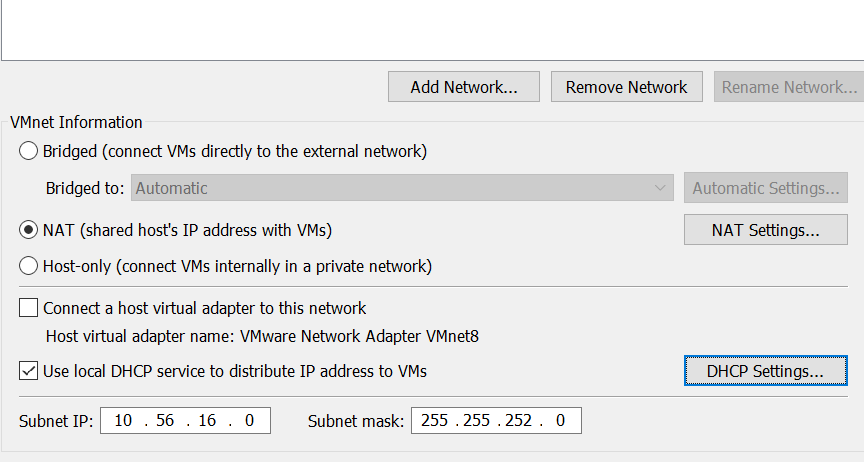 Add Network... Remove Network Rename Network...
VMnet Information
Bridged (connect VMs directly to the external network)
Bridged to: Automatic Automatic Settings...
NAT (shared host's IP address with VMs) NAT Settings...
Host-only (connect VMs internally in a private network)
Connect a host virtual adapter to this network
Host virtual adapter name: VMware Network Adapter VMnet8
Use local DHCP service to distribute IP address to VMs DHCP Settings...
Subnet IP: 10 . 56 . 16 . 0 Subnet mask: 255 . 255 . 252 . 0